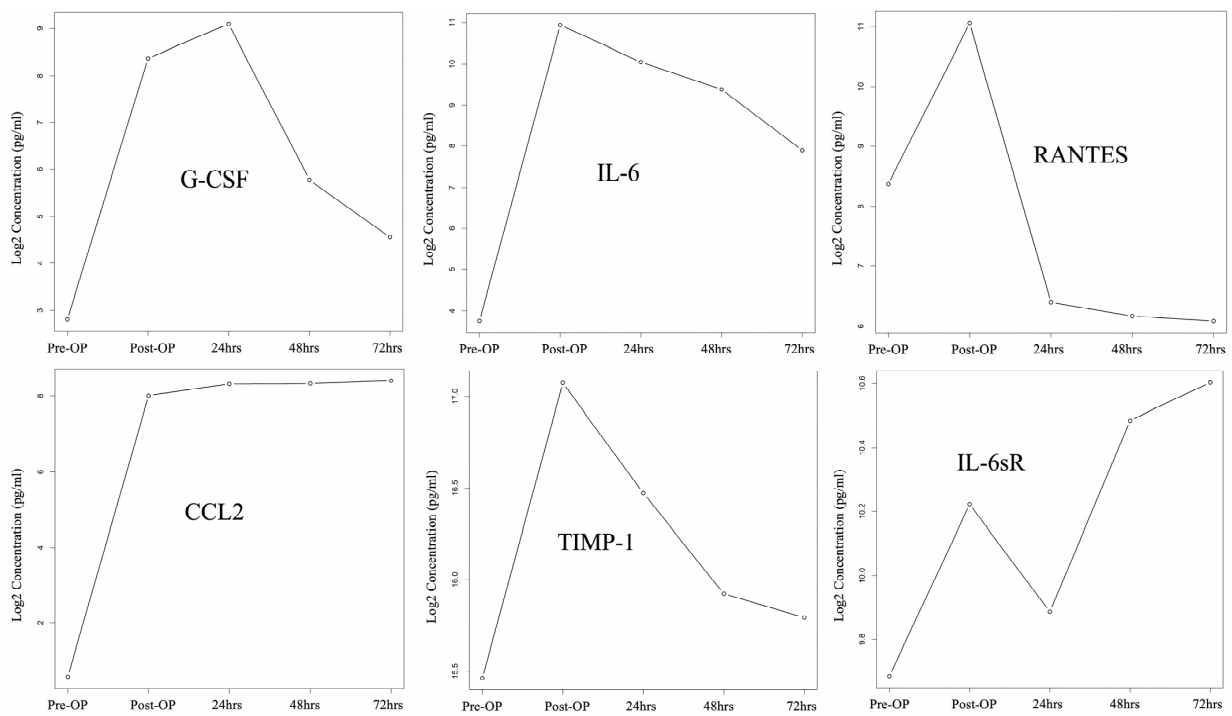 Log2 Concentration (pg/ml)
9
8
7
6
5
4
3
G-CSF
Pre-OP Post-OP 24hrs 48hrs 72hrs
Log2 Concentration (pg/ml)
11
10
9
8
7
6
5
4
IL-6
Pre-OP Post-OP 24hrs 48hrs 72hrs
Log2 Concentration (pg/ml)
11
10
9
8
7
6
RANTES
Pre-OP Post-OP 24hrs 48hrs 72hrs
Log2 Concentration (pg/ml)
8
6
4
2
CCL2
Pre-OP Post-OP 24hrs 48hrs 72hrs
Log2 Concentration (pg/ml)
17.0
16.5
16.0
15.5
TIMP-1
Pre-OP Post-OP 24hrs 48hrs 72hrs
Log2 Concentration (pg/ml)
10.6
10.4
10.2
10.0
9.8
IL-6sR
Pre-OP Post-OP 24hrs 48hrs 72hrs